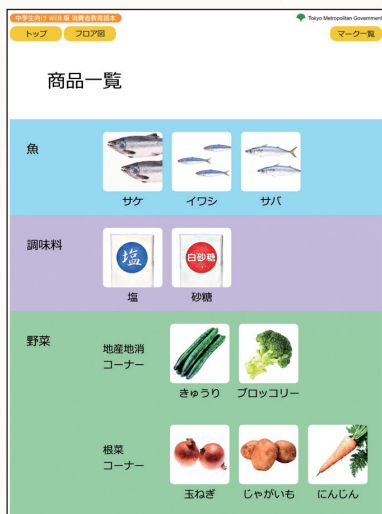 中学生向け WEB版 消費者教育読本
Tokyo Metropolitan Government
トップ
フロア図
マーク一覧
商品一覧
魚
サケ
イワシ
サバ
調味料
塩
白砂糖
塩
砂糖
野菜
地産地消
コーナー
きゅうり
ブロッコリー
根菜
コーナー
玉ねぎ
じゃがいも
にんじん